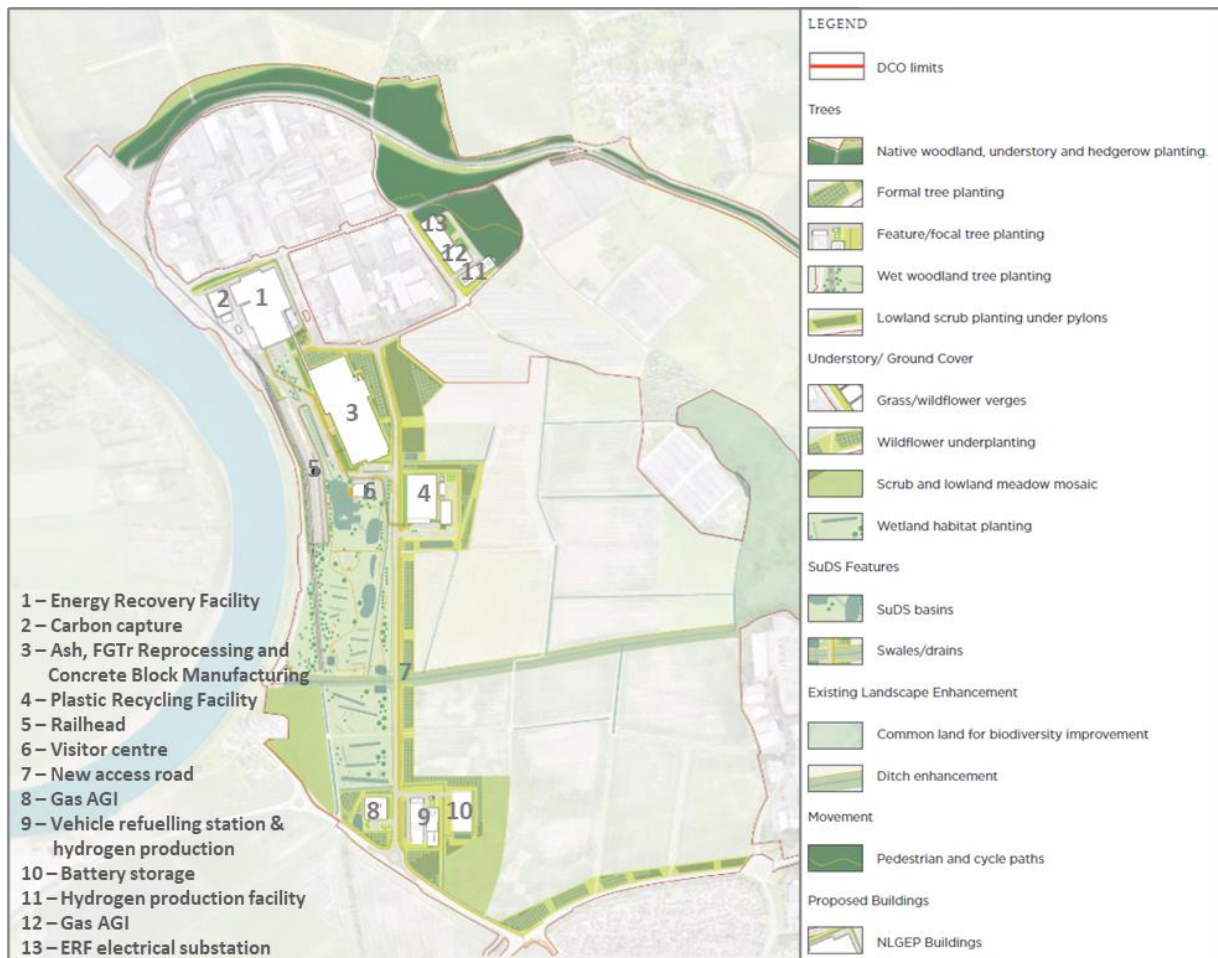 13
12
11
2
1
3
5
6
4
7
8
9
10
1 – Energy Recovery Facility
2 – Carbon capture
3 – Ash, FGTr Reprocessing and
Concrete Block Manufacturing
4 – Plastic Recycling Facility
5 – Railhead
6 – Visitor centre
7 – New access road
8 – Gas AGI
9 – Vehicle refuelling station &
hydrogen production
10 – Battery storage
11 – Hydrogen production facility
12 – Gas AGI
13 – ERF electrical substation
LEGEND
DCO limits
Trees
Native woodland, understory and hedgerow planting.
Formal tree planting
Feature/focal tree planting
Wet woodland tree planting
Lowland scrub planting under pylons
Understory/ Ground Cover
Grass/wildflower verges
Wildflower underplanting
Scrub and lowland meadow mosaic
Wetland habitat planting
SuDS Features
SuDS basins
Swales/drains
Existing Landscape Enhancement
Common land for biodiversity improvement
Ditch enhancement
Movement
Pedestrian and cycle paths
Proposed Buildings
NLGEP Buildings